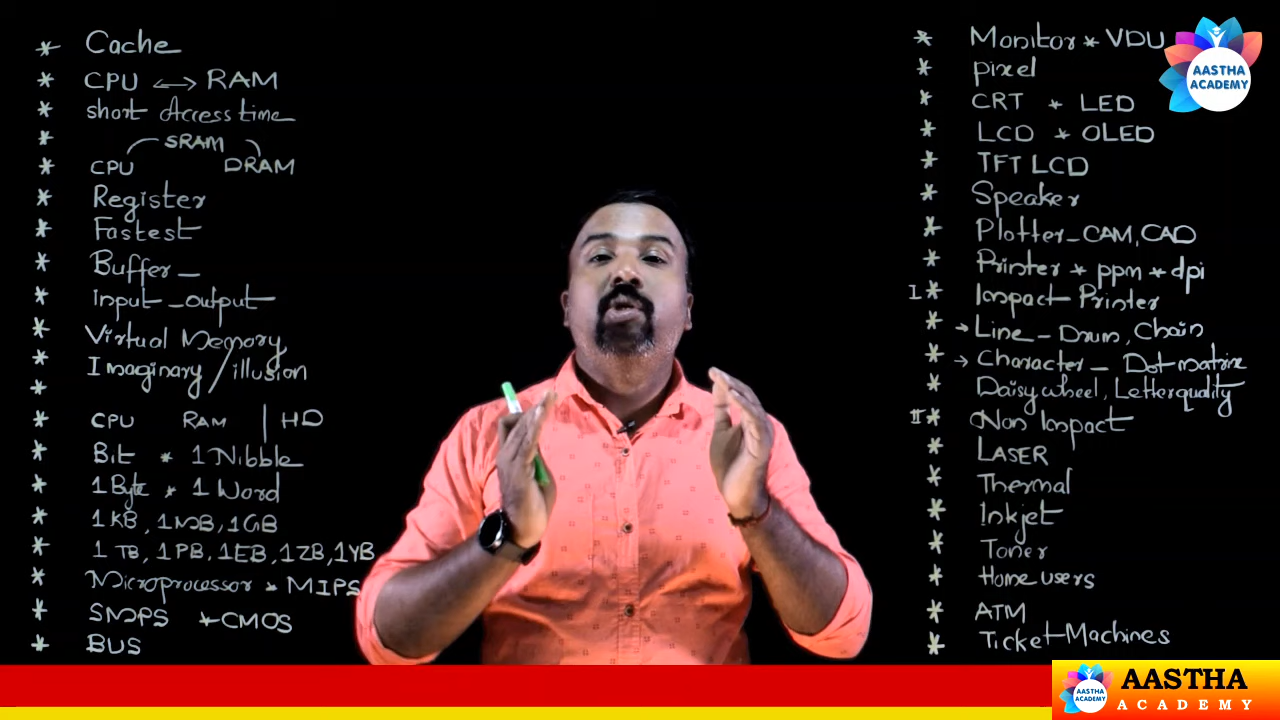 * Cache
* CPU ↔ RAM
* short Access time
* SRAM
* CPU DRAM
* Register
* Fastest
* Buffer -
* input - output
* Virtual Memory
* Imaginary / illusion
*
* CPU RAM | HD
* Bit * 1 Nibble
* 1 Byte * 1 Word
* 1 KB, 1 MB, 1 GB
* 1 TB, 1 PB, 1 EB, 1 ZB, 1 YB
* Microprocessor * MIPS
* SMPS * CMOS
* BUS
* Monitor * VDU
* pixel
* CRT * LED
* LCD * OLED
* TFT LCD
* Speaker
* Plotter - CAM, CAD
* Printer * ppm * dpi
I * Impact Printer
* → Line - Drum, Chain
* → Character - Dot matrix
* Daisy wheel, Letter quality
II * Non Impact
* LASER
* Thermal
* Inkjet
* Toner
* Home users
* ATM
* Ticket Machines
AASTHA
ACADEMY
AASTHA
ACADEMY
AASTHA
ACADEMY